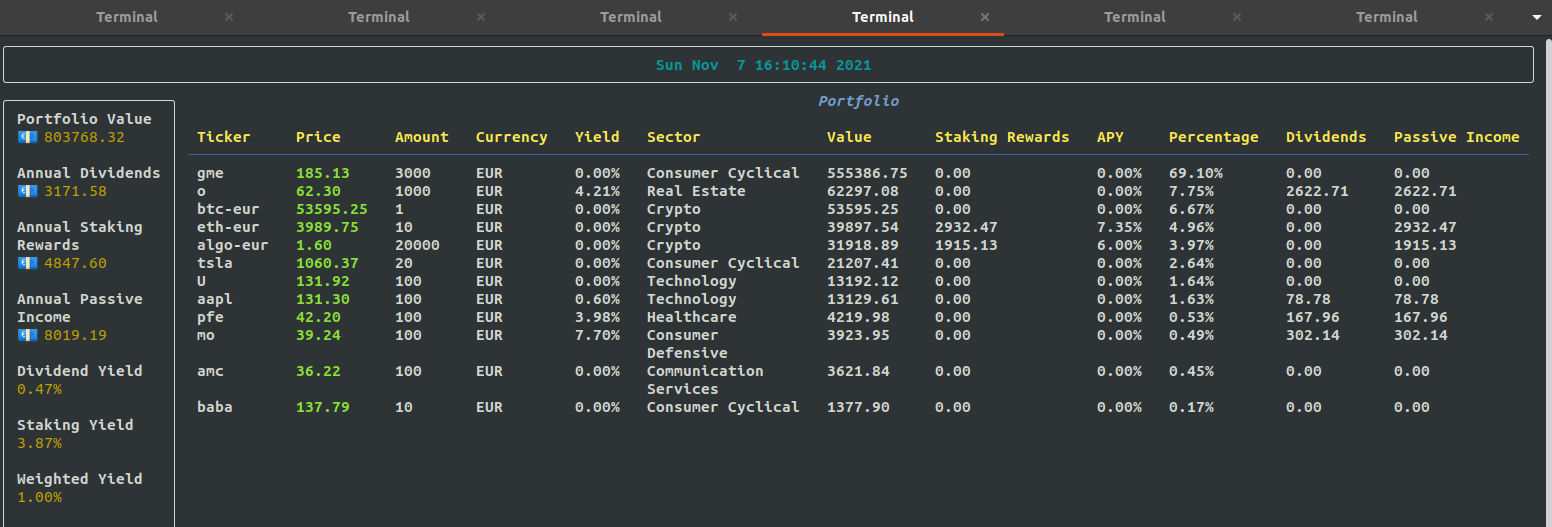 Terminal × Terminal × Terminal × Terminal × Terminal × Terminal ×
Sun Nov  7 16:10:44 2021
Portfolio Value
803768.32
Annual Dividends
3171.58
Annual Staking
Rewards
4847.60
Annual Passive
Income
8019.19
Dividend Yield
0.47%
Staking Yield
3.87%
Weighted Yield
1.00%
Portfolio
Ticker Price Amount Currency Yield Sector Value Staking Rewards APY Percentage Dividends Passive Income
gme 185.13 3000 EUR 0.00% Consumer Cyclical 555386.75 0.00 0.00% 69.10% 0.00 0.00
o 62.30 1000 EUR 4.21% Real Estate 62297.08 0.00 0.00% 7.75% 2622.71 2622.71
btc-eur 53595.25 1 EUR 0.00% Crypto 53595.25 0.00 0.00% 6.67% 0.00 0.00
eth-eur 3989.75 10 EUR 0.00% Crypto 39897.54 2932.47 7.35% 4.96% 0.00 2932.47
algo-eur 1.60 20000 EUR 0.00% Crypto 31918.89 1915.13 6.00% 3.97% 0.00 1915.13
tsla 1060.37 20 EUR 0.00% Consumer Cyclical 21207.41 0.00 0.00% 2.64% 0.00 0.00
U 131.92 100 EUR 0.00% Technology 13192.12 0.00 0.00% 1.64% 0.00 0.00
aapl 131.30 100 EUR 0.60% Technology 13129.61 0.00 0.00% 1.63% 78.78 78.78
pfe 42.20 100 EUR 3.98% Healthcare 4219.98 0.00 0.00% 0.53% 167.96 167.96
mo 39.24 100 EUR 7.70% Consumer 3923.95 0.00 0.00% 0.49% 302.14 302.14
Defensive
amc 36.22 100 EUR 0.00% Communication 3621.84 0.00 0.00% 0.45% 0.00 0.00
Services
baba 137.79 10 EUR 0.00% Consumer Cyclical 1377.90 0.00 0.00% 0.17% 0.00 0.00